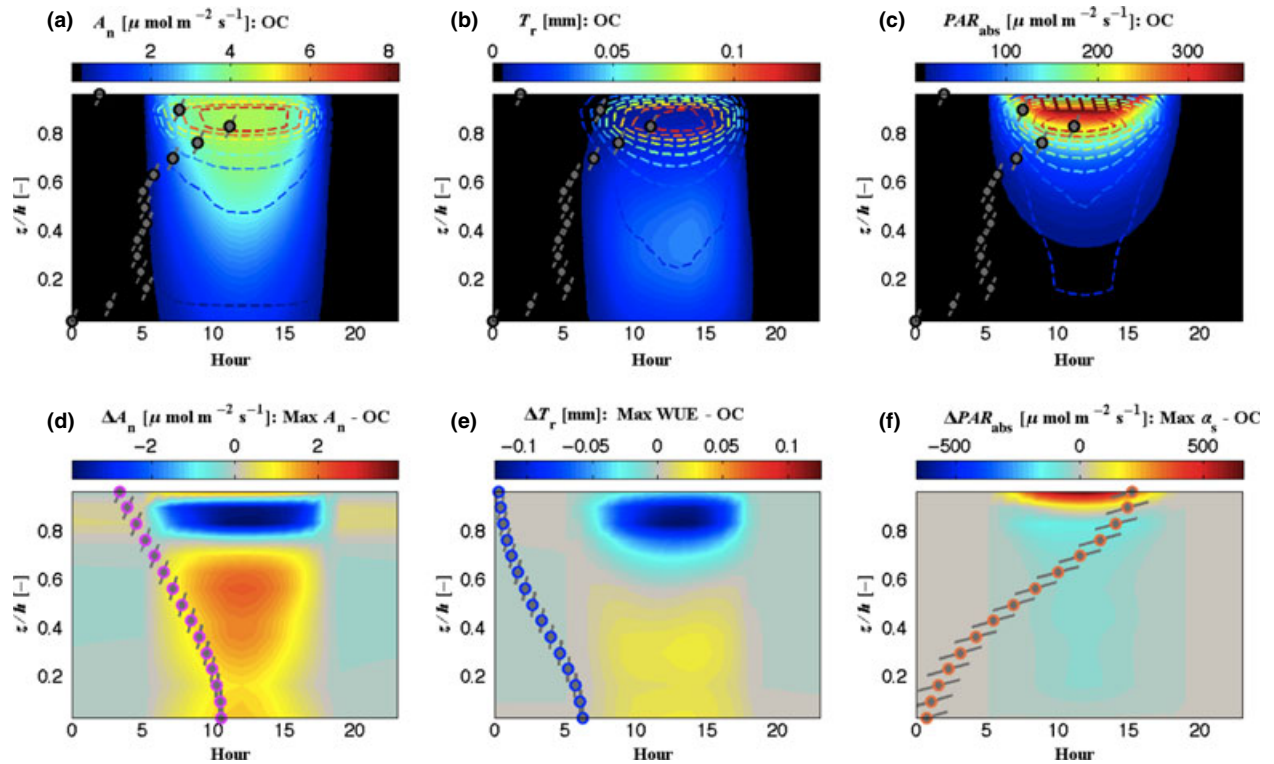 (a) A_n [μ mol m⁻² s⁻¹]: OC
2 4 6 8
0.8
0.6
0.4
0.2
z/h [–]
0 5 10 15 20
Hour
(b) T_r [mm]: OC
0 0.05 0.1
0.8
0.6
0.4
0.2
z/h [–]
0 5 10 15 20
Hour
(c) PAR_abs [μ mol m⁻² s⁻¹]: OC
100 200 300
0.8
0.6
0.4
0.2
z/h [–]
0 5 10 15 20
Hour
(d) ΔA_n [μ mol m⁻² s⁻¹]: Max A_n - OC
−2 0 2
0.8
0.6
0.4
0.2
z/h [–]
0 5 10 15 20
Hour
(e) ΔT_r [mm]: Max WUE - OC
−0.1 −0.05 0 0.05 0.1
0.8
0.6
0.4
0.2
z/h [–]
0 5 10 15 20
Hour
(f) ΔPAR_abs [μ mol m⁻² s⁻¹]: Max α_s - OC
−500 0 500
0.8
0.6
0.4
0.2
z/h [–]
0 5 10 15 20
Hour